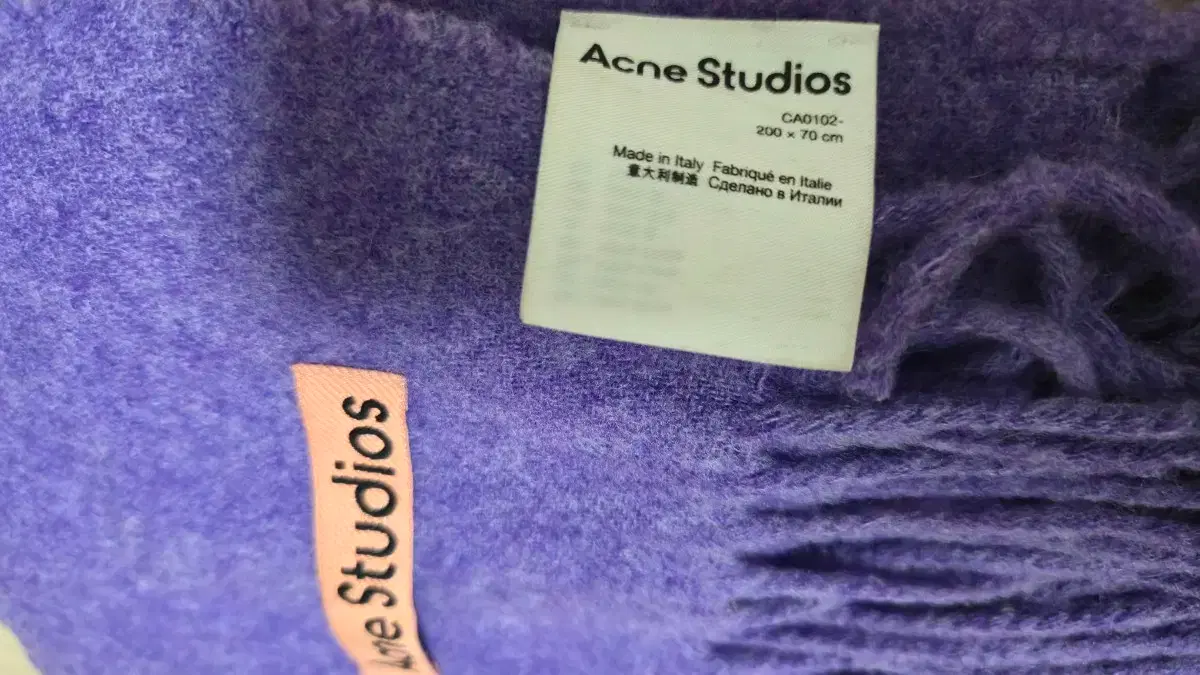 Acne Studios
CA0102-
200 x 70 cm
Made in Italy Fabriqué en Italie
意大利制造 Сделано в Италии
Acne Studios